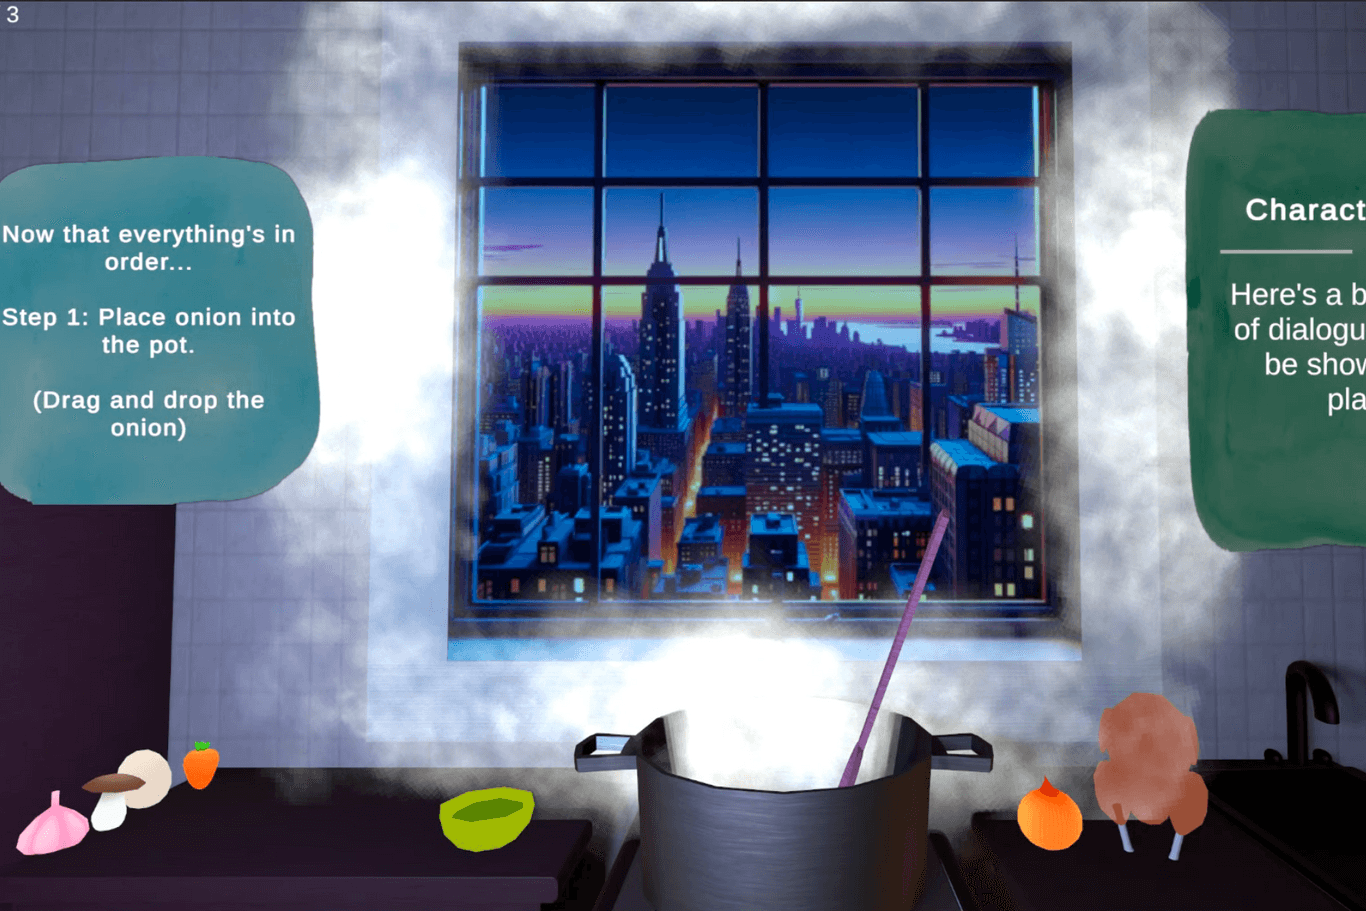 3
Now that everything's in
order...
Step 1: Place onion into
the pot.
(Drag and drop the
onion)
Charact
Here's a b
of dialogu
be show
pla